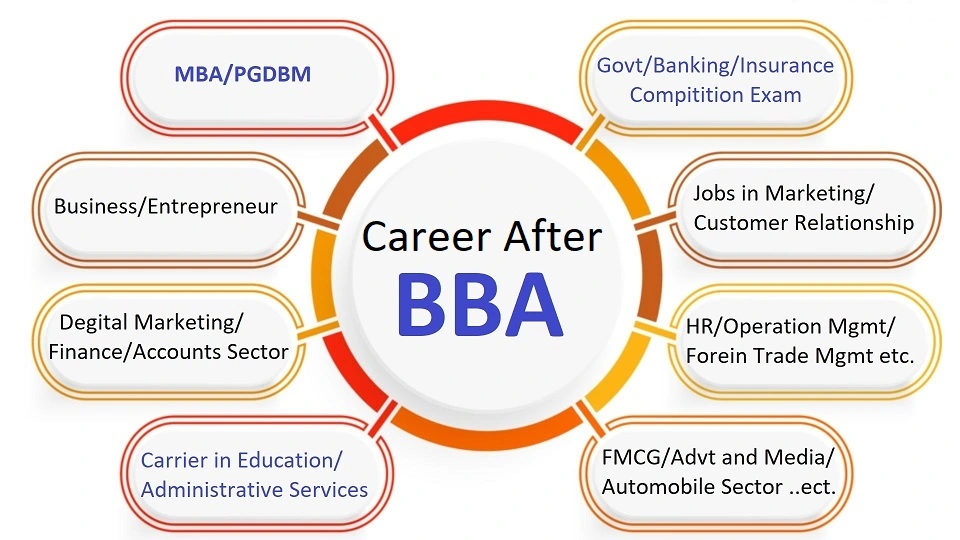 MBA/PGDBM
Govt/Banking/Insurance
Compitition Exam
Business/Entrepreneur
Jobs in Marketing/
Customer Relationship
Career After
BBA
Degital Marketing/
Finance/Accounts Sector
HR/Operation Mgmt/
Forein Trade Mgmt etc.
Carrier in Education/
Administrative Services
FMCG/Advt and Media/
Automobile Sector ..ect.